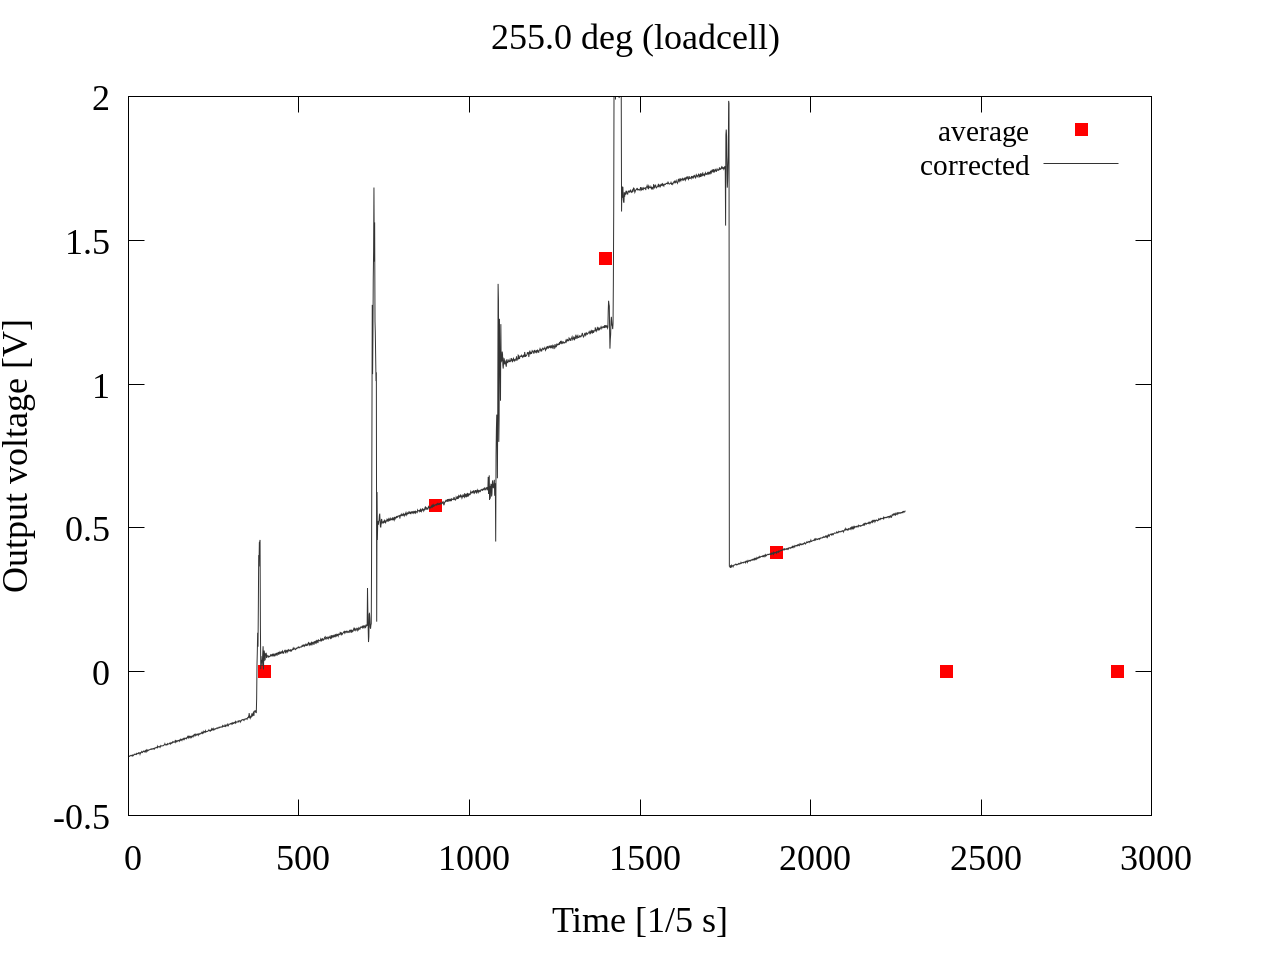 255.0 deg (loadcell)
average
corrected
2
1.5
1
0.5
0
-0.5
Output voltage [V]
0 500 1000 1500 2000 2500 3000
Time [1/5 s]